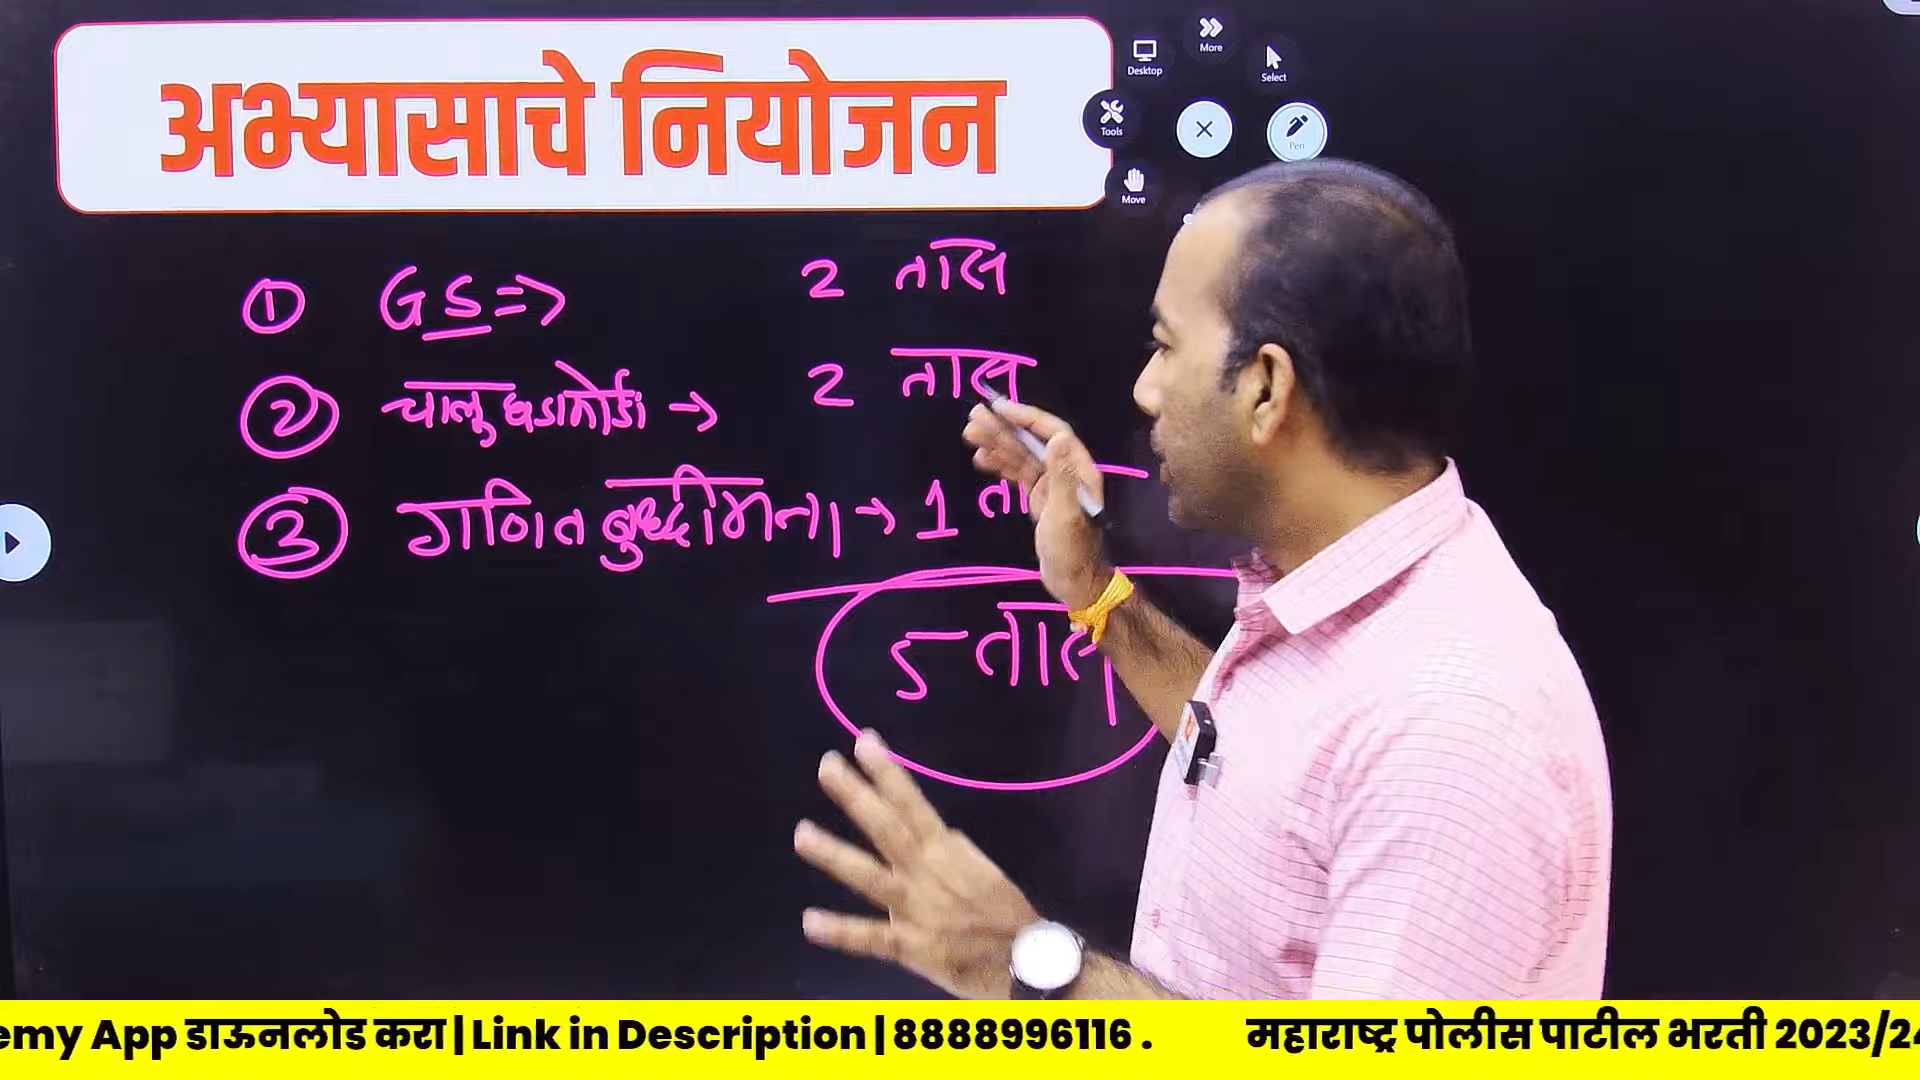 अभ्यासाचे नियोजन
Desktop
More
Select
Tools
Pen
Move
① GS => 2 तास
② चालु घडामोडी → 2 तास
③ गणित बुद्धीमत्ता → 1 ता
5 तास
emy App डाऊनलोड करा | Link in Description | 8888996116 . महाराष्ट्र पोलीस पाटील भरती 2023/24